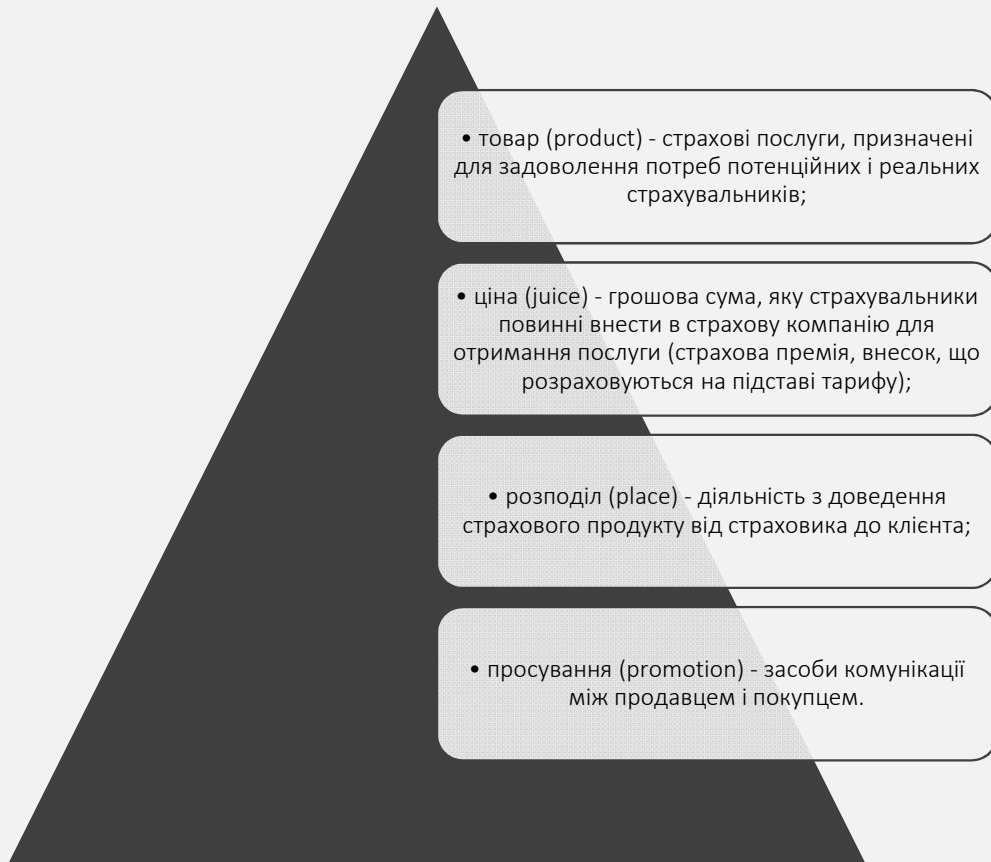 • товар (product) - страхові послуги, призначені
для задоволення потреб потенційних і реальних
страхувальників;
• ціна (juice) - грошова сума, яку страхувальники
повинні внести в страхову компанію для
отримання послуги (страхова премія, внесок, що
розраховуються на підставі тарифу);
• розподіл (place) - діяльність з доведення
страхового продукту від страховика до клієнта;
• просування (promotion) - засоби комунікації
між продавцем і покупцем.